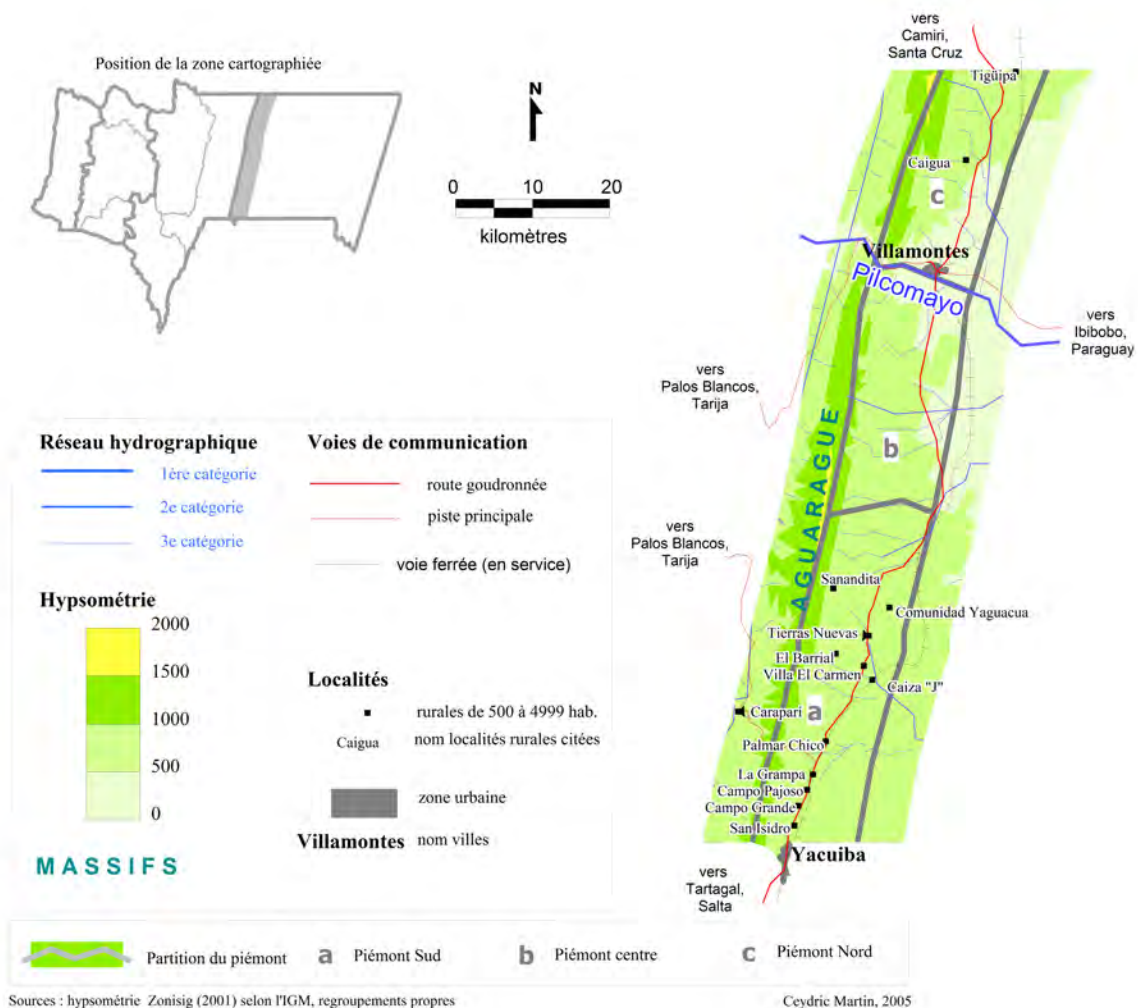 Position de la zone cartographiée
N
0 10 20
kilomètres
vers
Camiri,
Santa Cruz
Tigüipa
Caigua
c
Villamontes
Pilcomayo
vers
Ibibobo,
Paraguay
vers
Palos Blancos,
Tarija
b
AGUARAGUE
vers
Palos Blancos,
Tarija
Sanandita
Comunidad Yaguacua
Tierras Nuevas
El Barrial
Villa El Carmen
Caiza "J"
Caraparí
a
Palmar Chico
La Grampa
Campo Pajoso
Campo Grande
San Isidro
Yacuiba
vers
Tartagal,
Salta
Réseau hydrographique
1ère catégorie
2e catégorie
3e catégorie
Voies de communication
route goudronnée
piste principale
voie ferrée (en service)
Hypsométrie
2000
1500
1000
500
0
MASSIFS
Localités
rurales de 500 à 4999 hab.
Caigua nom localités rurales citées
zone urbaine
Villamontes nom villes
Partition du piémont a Piémont Sud b Piémont centre c Piémont Nord
Sources : hypsométrie Zonisig (2001) selon l'IGM, regroupements propres
Ceydric Martin, 2005